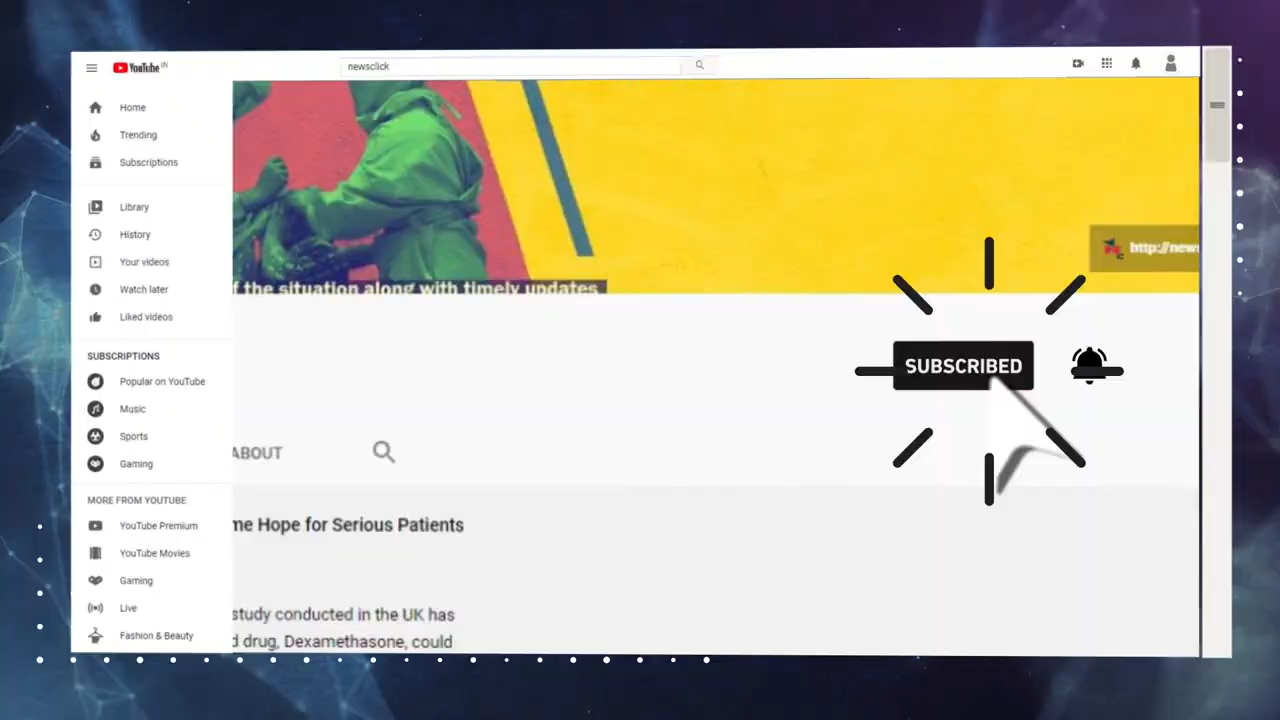 YouTube IN
newsclick
Home
Trending
Subscriptions
Library
History
Your videos
Watch later
Liked videos
SUBSCRIPTIONS
Popular on YouTube
Music
Sports
Gaming
MORE FROM YOUTUBE
YouTube Premium
YouTube Movies
Gaming
Live
Fashion & Beauty
http://news
f the situation along with timely updates
SUBSCRIBED
ABOUT
me Hope for Serious Patients
study conducted in the UK has
d drug, Dexamethasone, could